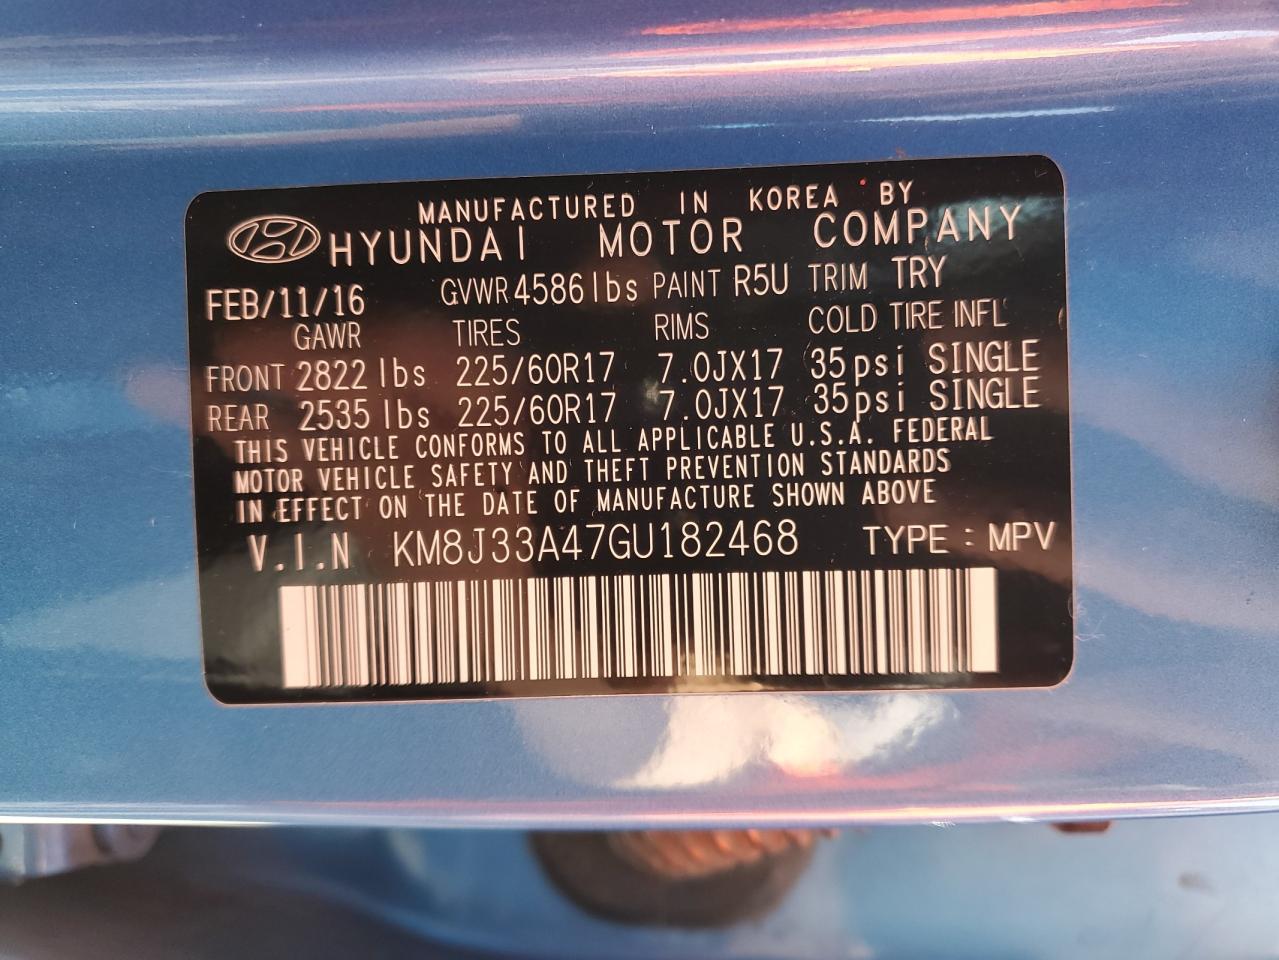 MANUFACTURED IN KOREA BY
HYUNDAI MOTOR COMPANY
FEB/11/16 GVWR 4586 lbs PAINT R5U TRIM TRY
GAWR TIRES RIMS COLD TIRE INFL
FRONT 2822 lbs 225/60R17 7.0JX17 35psi SINGLE
REAR 2535 lbs 225/60R17 7.0JX17 35psi SINGLE
THIS VEHICLE CONFORMS TO ALL APPLICABLE U.S.A. FEDERAL
MOTOR VEHICLE SAFETY AND THEFT PREVENTION STANDARDS
IN EFFECT ON THE DATE OF MANUFACTURE SHOWN ABOVE
V.I.N KM8J33A47GU182468 TYPE : MPV